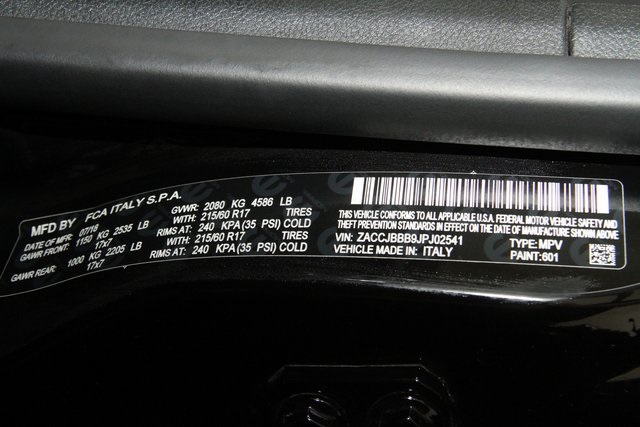 MFD BY FCA ITALY S.P.A.
DATE OF MFR 07/18 GVWR: 2080 KG 4586 LB
GAWR FRONT: 1150 KG 2535 LB WITH: 215/60 R17 TIRES
17x7 RIMS AT: 240 KPA(35 PSI) COLD
GAWR REAR: 1000 KG 2205 LB WITH: 215/60 R17 TIRES
17x7 RIMS AT: 240 KPA(35 PSI) COLD
THIS VEHICLE CONFORMS TO ALL APPLICABLE U.S.A. FEDERAL MOTOR VEHICLE SAFETY
AND THEFT PREVENTION STANDARDS IN EFFECT ON THE DATE OF MANUFACTURE SHOWN ABOVE.
VIN: ZACCJBBB9JPJ02541 TYPE: MPV
VEHICLE MADE IN: ITALY PAINT: 601